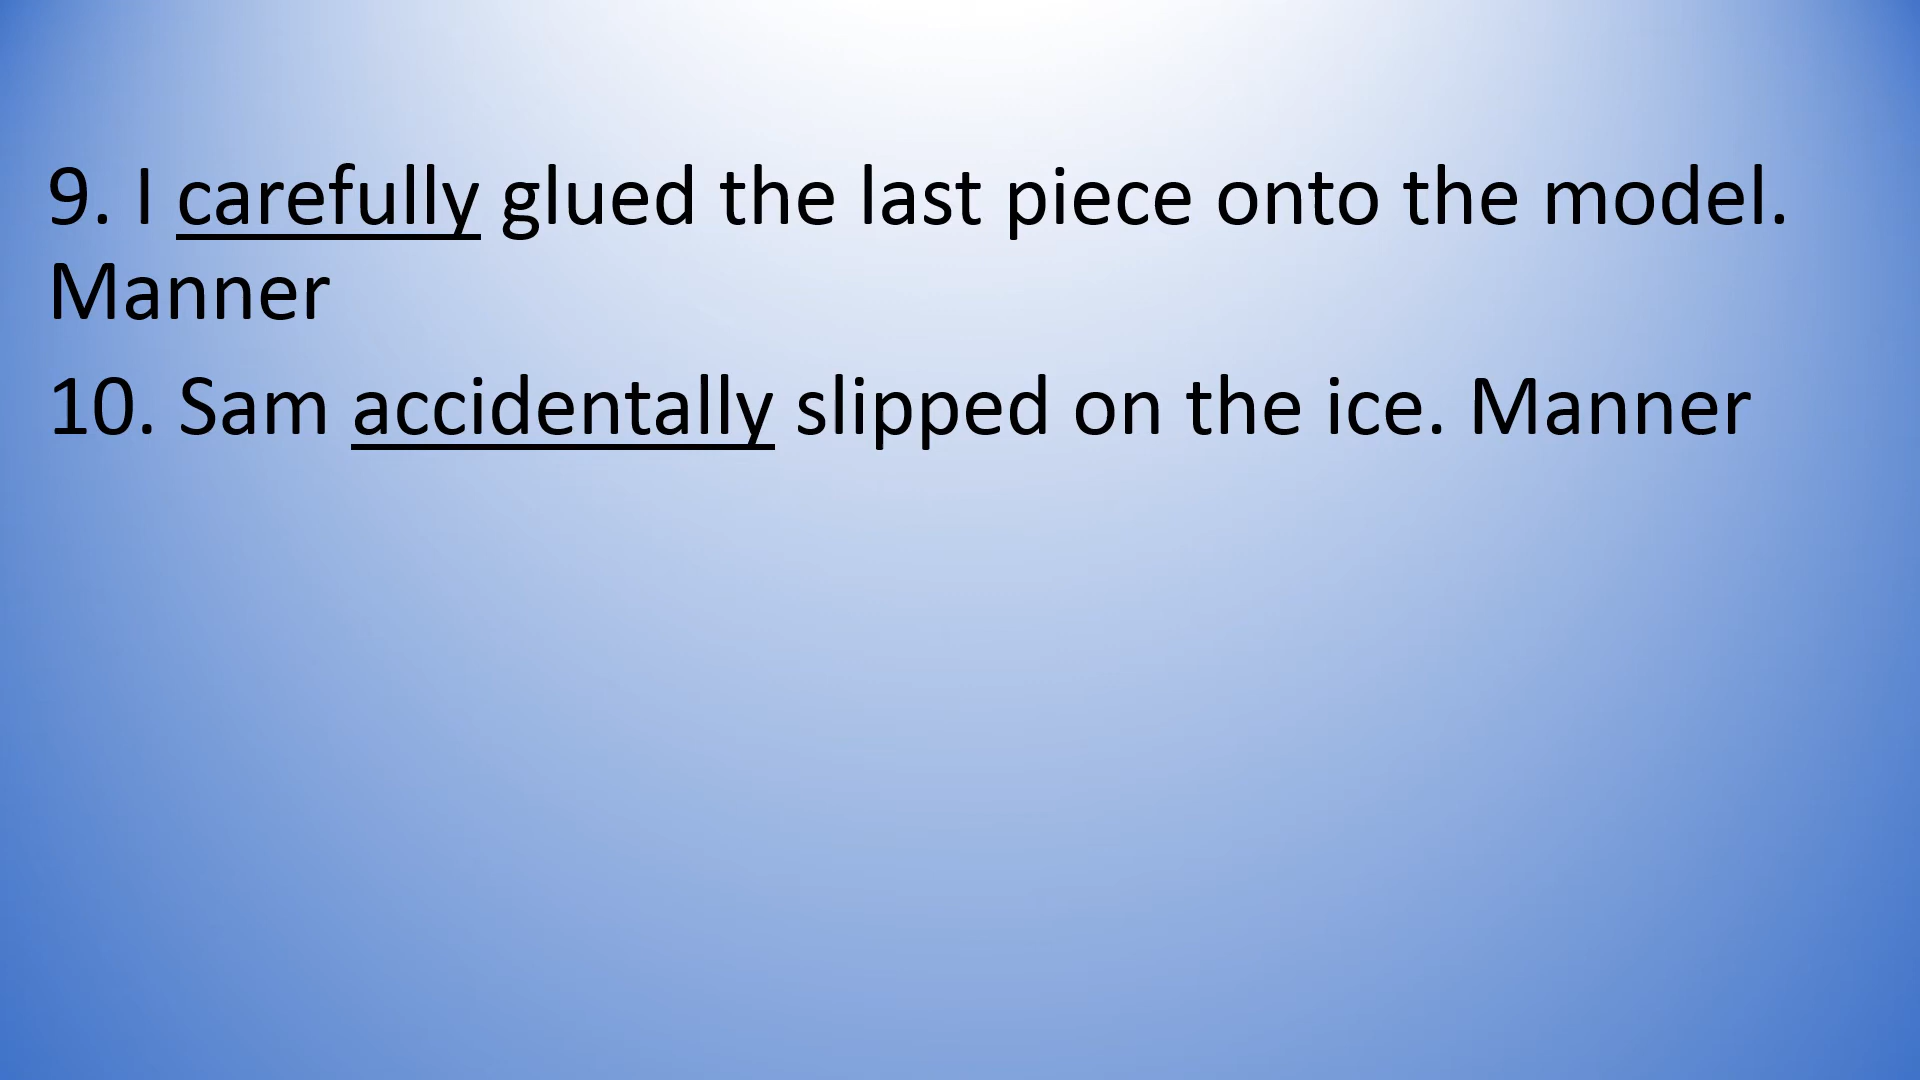 9. I carefully glued the last piece onto the model.
Manner
10. Sam accidentally slipped on the ice. Manner